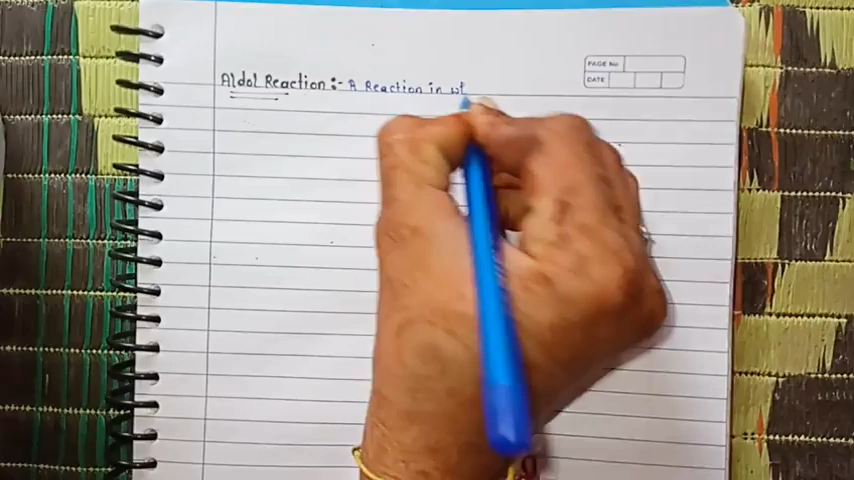 Aldol Reaction :- A Reaction in
PAGE No
DATE